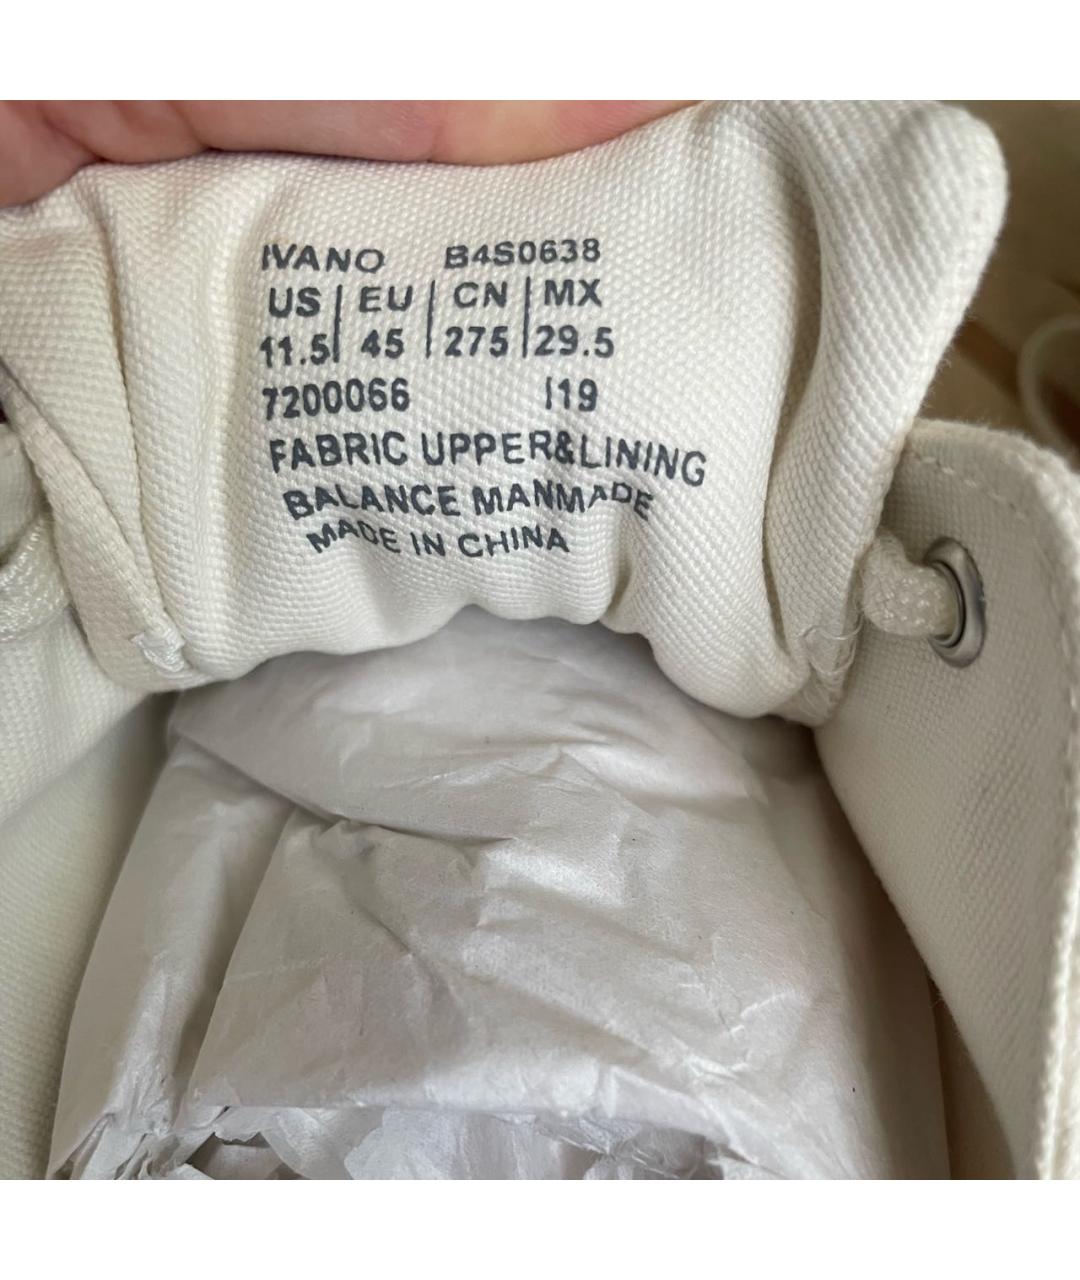 IVANO B4S0638
US | EU | CN | MX
11.5 | 45 | 275 | 29.5
7200066 I19
FABRIC UPPER&LINING
BALANCE MANMADE
MADE IN CHINA